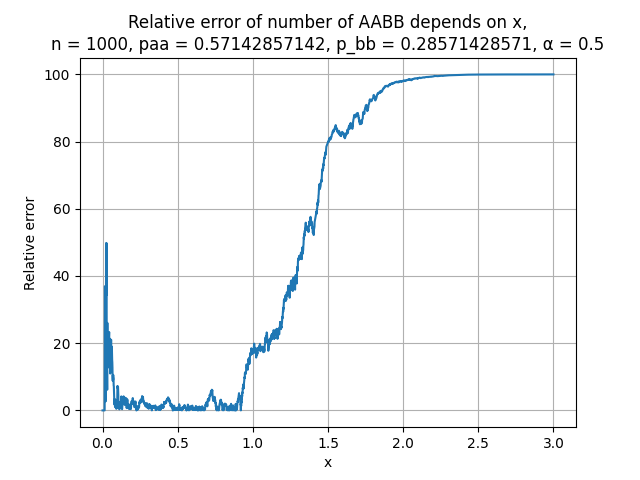 Relative error of number of AABB depends on x,
n = 1000, paa = 0.57142857142, p_bb = 0.28571428571, α = 0.5
100
80
60
40
20
0
Relative error
0.0 0.5 1.0 1.5 2.0 2.5 3.0
x